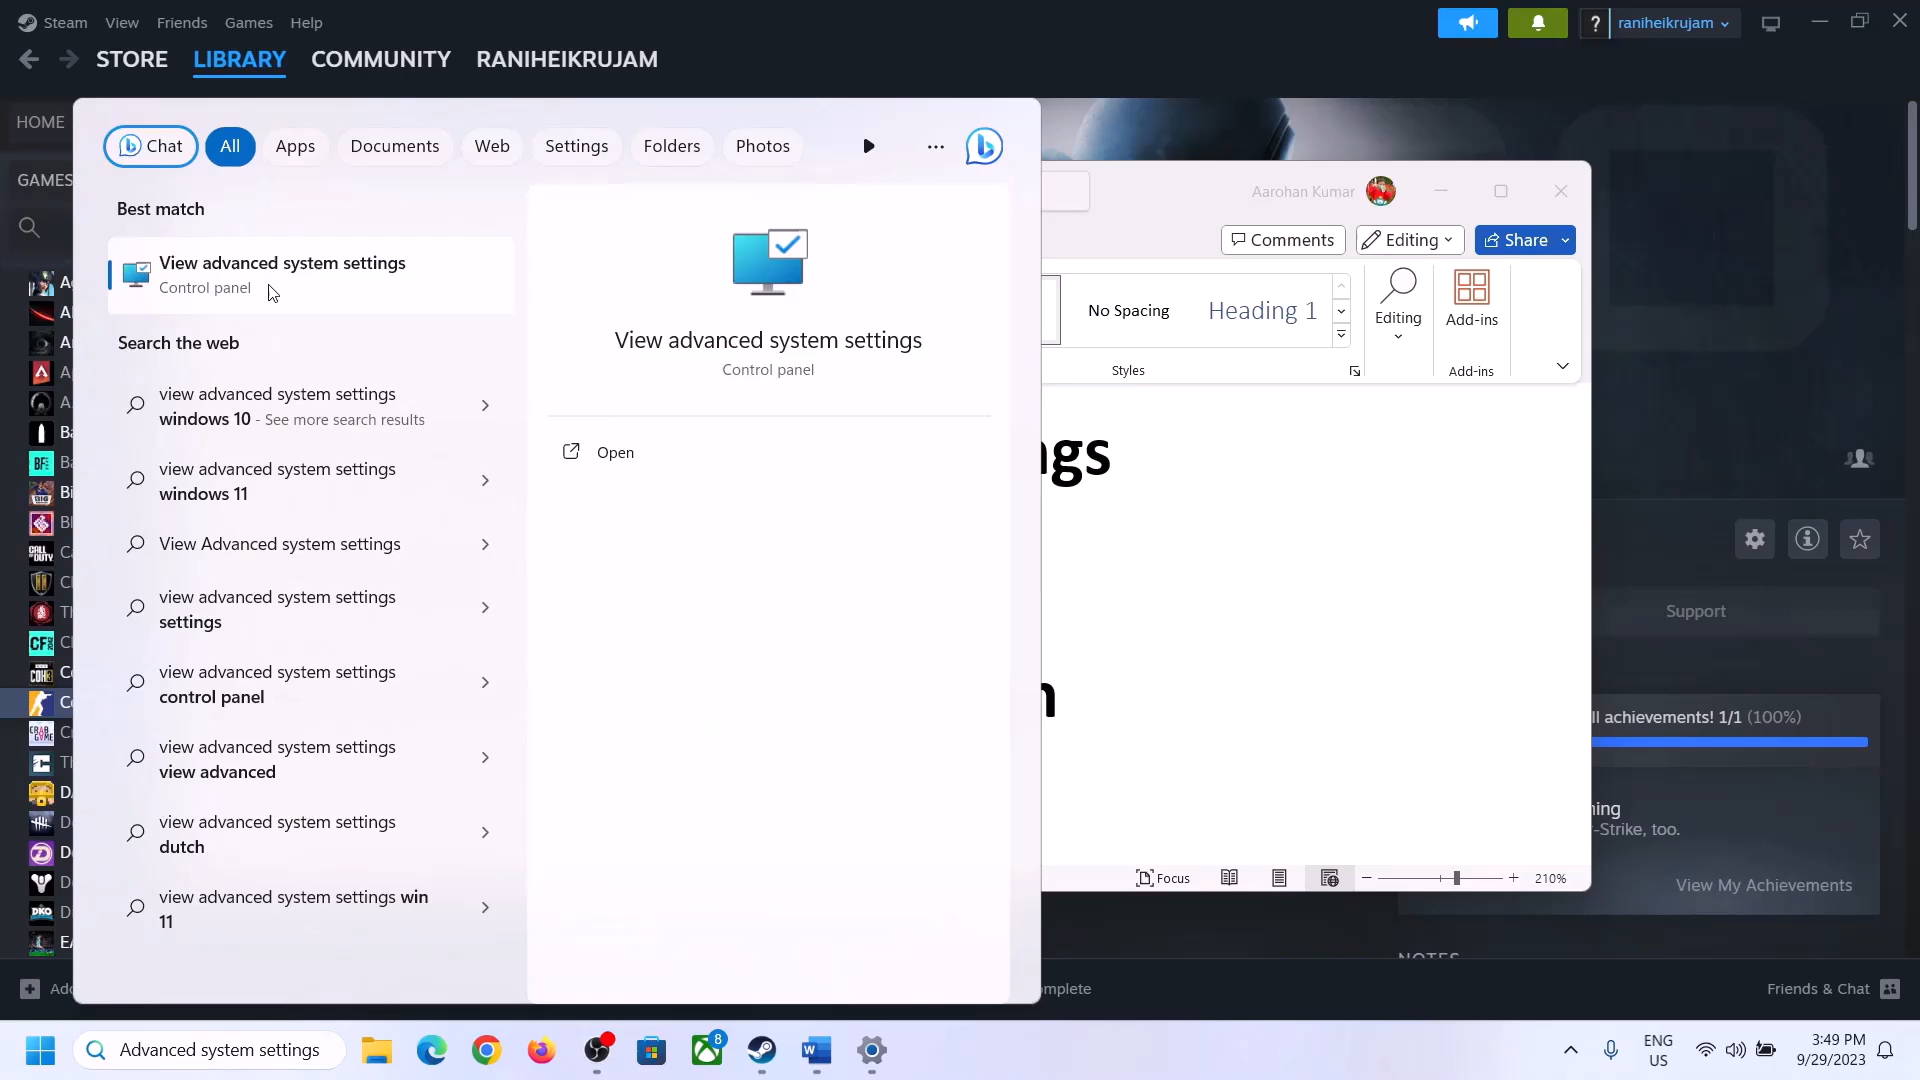 Steam View Friends Games Help
raniheikrujam
STORE LIBRARY COMMUNITY RANIHEIKRUJAM
HOME
GAMES
Chat All Apps Documents Web Settings Folders Photos
Best match
View advanced system settings
Control panel
Search the web
view advanced system settings
windows 10 - See more search results
view advanced system settings
windows 11
View Advanced system settings
view advanced system settings
settings
view advanced system settings
control panel
view advanced system settings
view advanced
view advanced system settings
dutch
view advanced system settings win
11
View advanced system settings
Control panel
Open
Aarohan Kumar
Comments Editing Share
No Spacing Heading 1
Editing
Add-ins
Styles
Add-ins
ngs
n
Focus
210%
Support
ll achievements! 1/1 (100%)
ning
-Strike, too.
View My Achievements
NOTES
Add
mplete
Friends & Chat
Advanced system settings
8
ENG
US
3:49 PM
9/29/2023